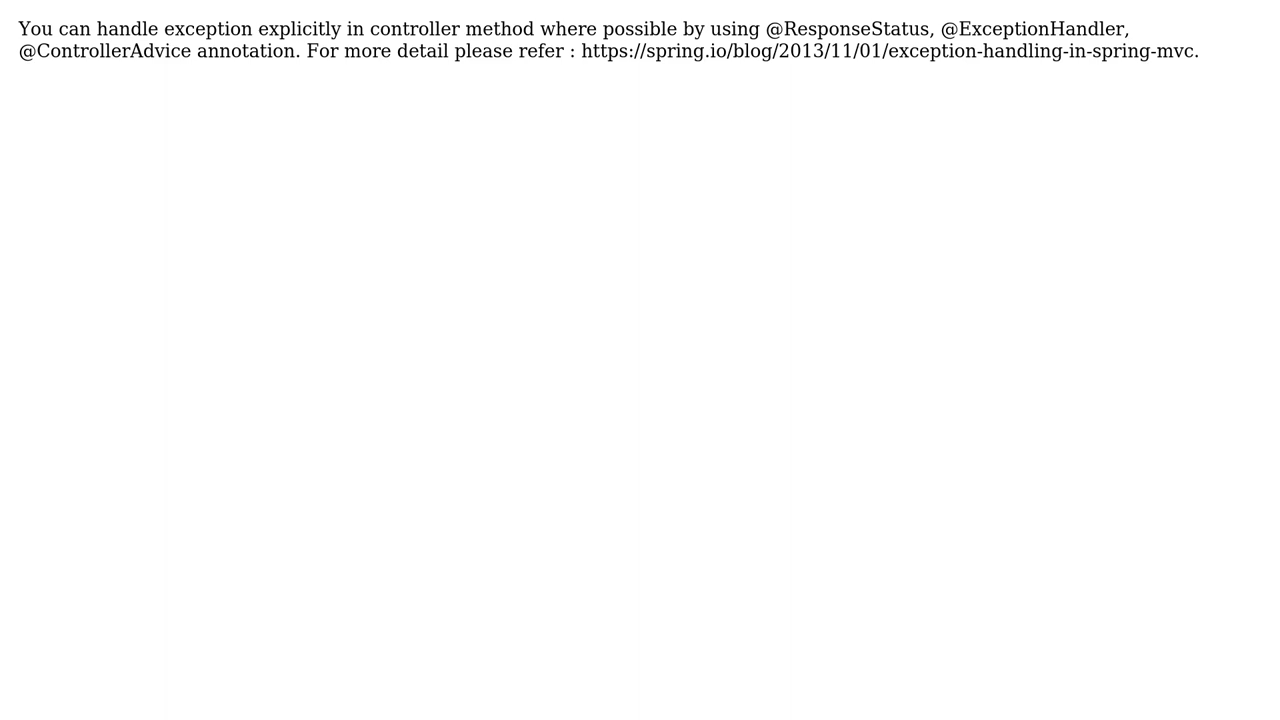 You can handle exception explicitly in controller method where possible by using @ResponseStatus, @ExceptionHandler,
@ControllerAdvice annotation. For more detail please refer : https://spring.io/blog/2013/11/01/exception-handling-in-spring-mvc.